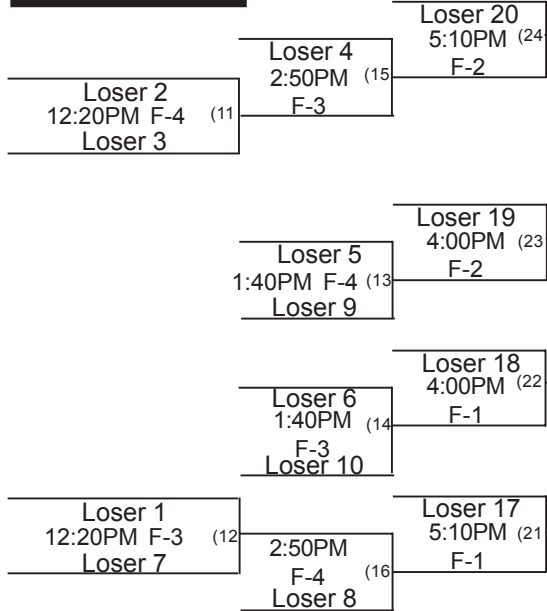 Loser 20
5:10PM (24
F-2
Loser 4
2:50PM (15
F-3
Loser 2
12:20PM F-4 (11
Loser 3
Loser 19
4:00PM (23
F-2
Loser 5
1:40PM F-4 (13
Loser 9
Loser 18
4:00PM (22
F-1
Loser 6
1:40PM (14
F-3
Loser 10
Loser 1
12:20PM F-3 (12
Loser 7
Loser 17
5:10PM (21
F-1
2:50PM
F-4 (16
Loser 8